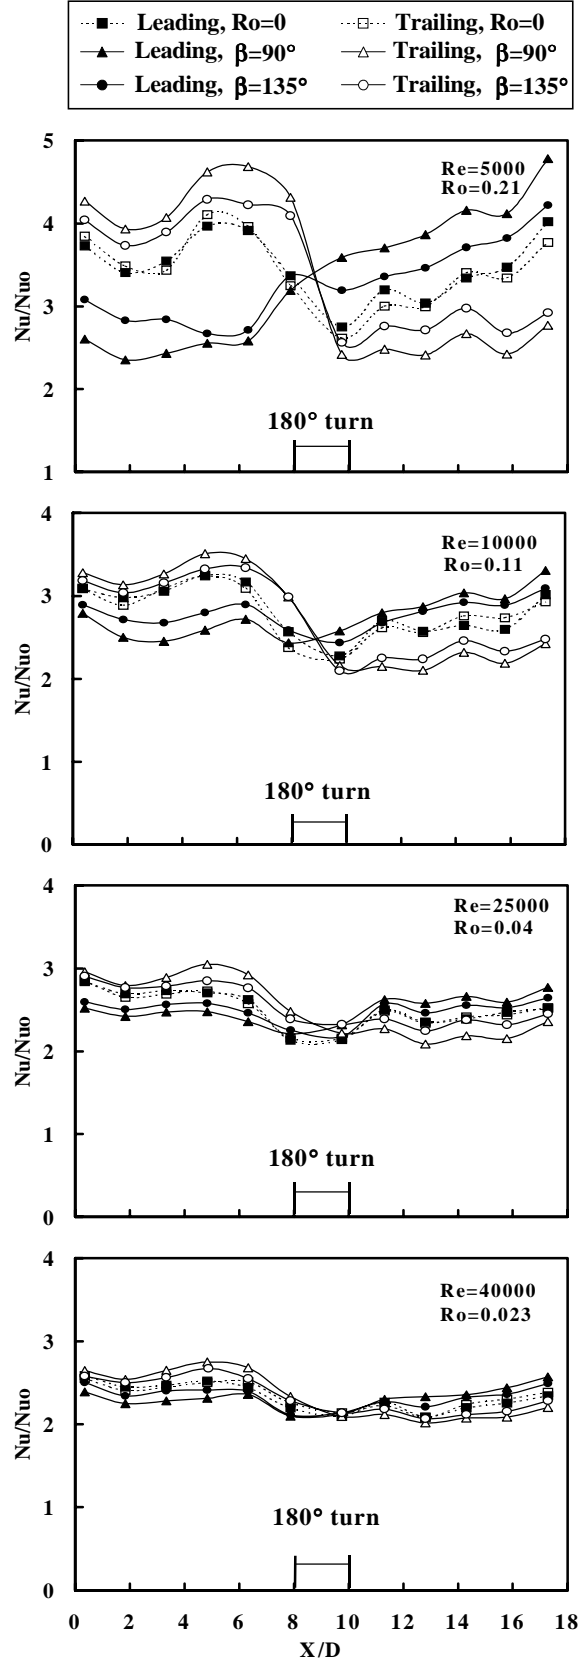 Leading, Ro=0 Trailing, Ro=0
Leading, β=90° Trailing, β=90°
Leading, β=135° Trailing, β=135°
5
Re=5000
Ro=0.21
4
Nu/Nuo
3
2
180° turn
1
4
Re=10000
Ro=0.11
3
Nu/Nuo
2
1
180° turn
0
4
Re=25000
Ro=0.04
3
Nu/Nuo
2
1
180° turn
0
4
Re=40000
Ro=0.023
3
Nu/Nuo
2
1
180° turn
0
0 2 4 6 8 10 12 14 16 18
X/D